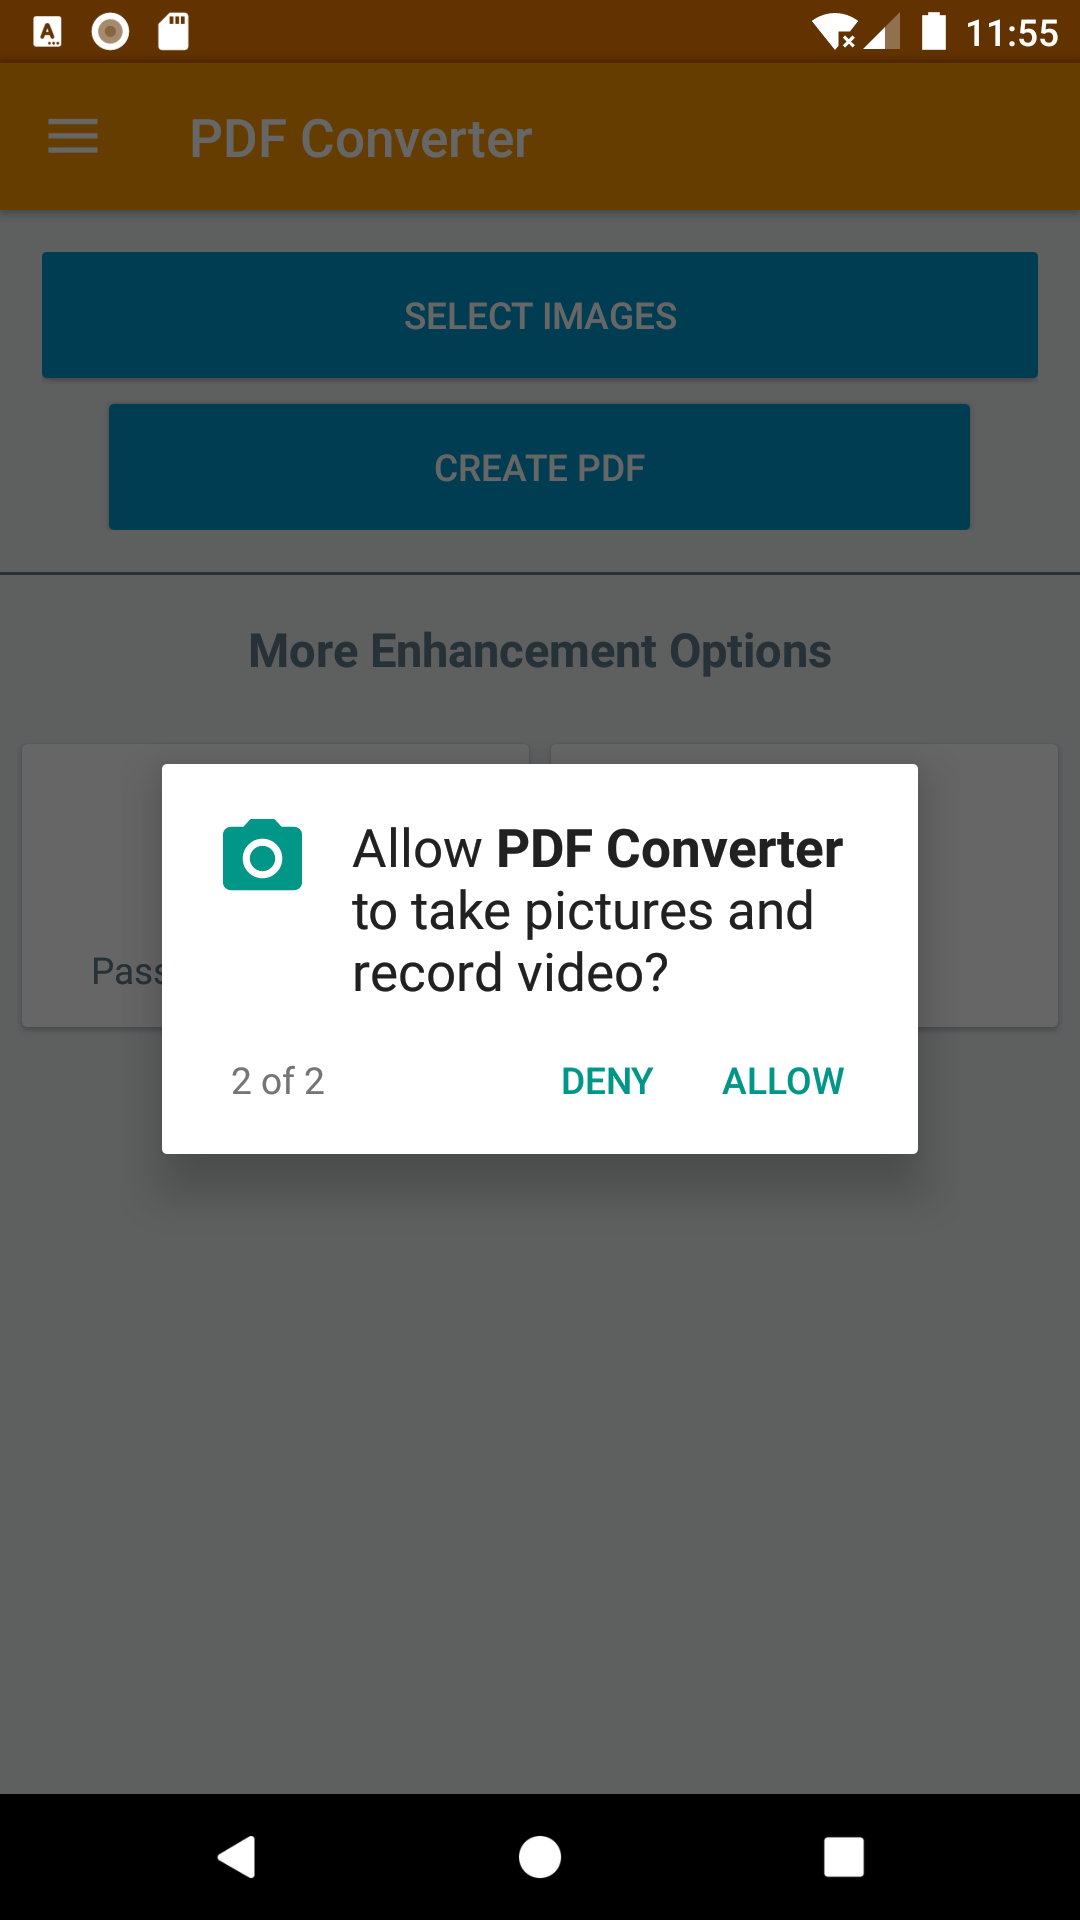 11:55
PDF Converter
SELECT IMAGES
CREATE PDF
More Enhancement Options
Allow PDF Converter
to take pictures and
record video?
2 of 2
DENY
ALLOW